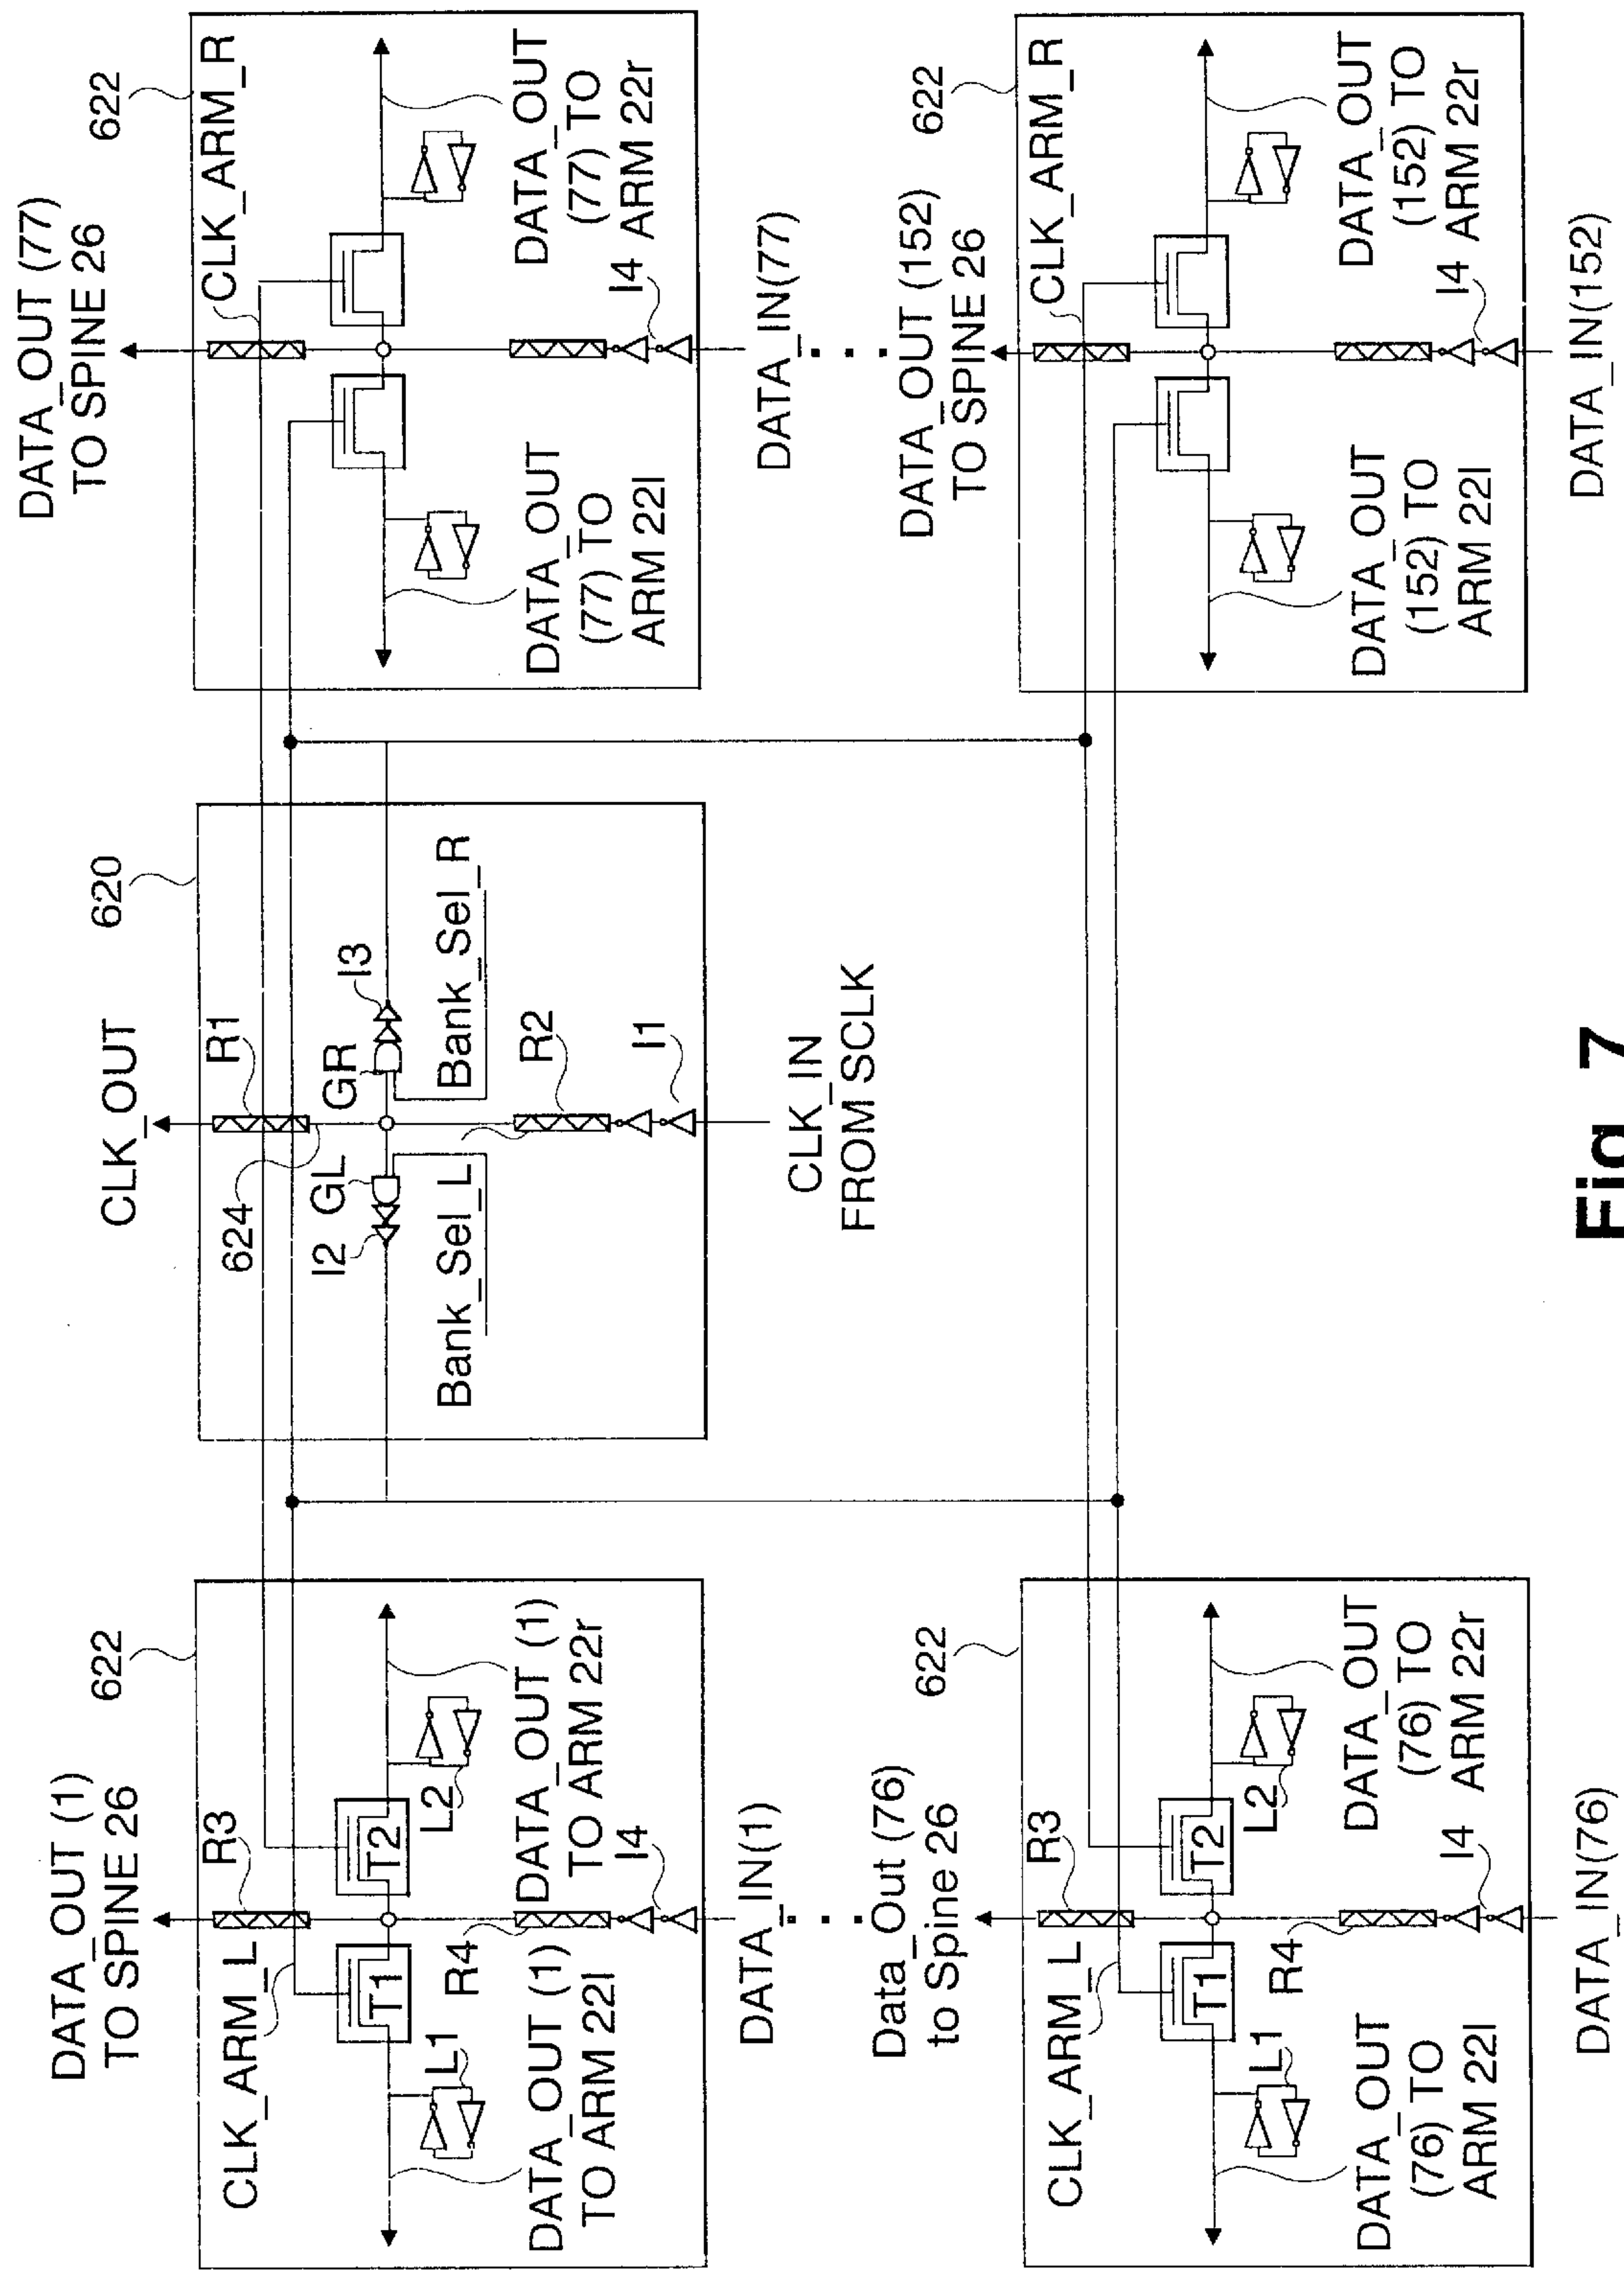 DATA_OUT (1)
TO SPINE 26
622
R3
CLK_ARM_L
T1
T2
L1
L2
R4
DATA_OUT (1)
TO ARM 22l
DATA_OUT (1)
TO ARM 22r
I4
DATA_IN(1)
CLK_OUT
620
R1
624
GL
GR
I2
I3
Bank_Sel_L
Bank_Sel_R
R2
I1
CLK_IN
FROM SCLK
DATA_OUT (77)
TO SPINE 26
622
CLK_ARM_R
DATA_OUT
(77) TO
ARM 22l
DATA_OUT
(77) TO
ARM 22r
I4
DATA_IN(77)
Data_Out (76)
to Spine 26
622
R3
CLK_ARM_L
T1
T2
L1
L2
R4
DATA_OUT
(76) TO
ARM 22l
DATA_OUT
(76) TO
ARM 22r
I4
DATA_IN(76)
DATA_OUT (152)
TO SPINE 26
622
CLK_ARM_R
DATA_OUT
(152) TO
ARM 22l
DATA_OUT
(152) TO
ARM 22r
I4
DATA_IN(152)
Fig_7